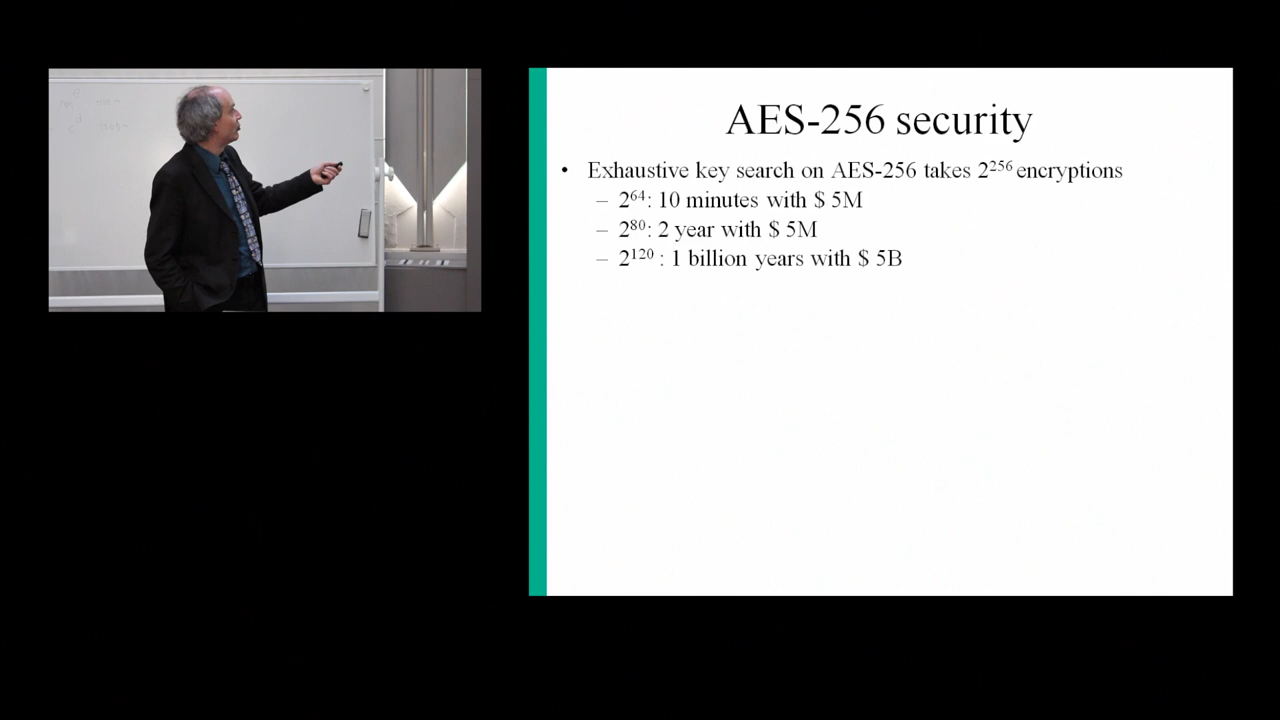 AES-256 security
• Exhaustive key search on AES-256 takes 2²⁵⁶ encryptions
– 2⁶⁴: 10 minutes with $ 5M
– 2⁸⁰: 2 year with $ 5M
– 2¹²⁰ : 1 billion years with $ 5B